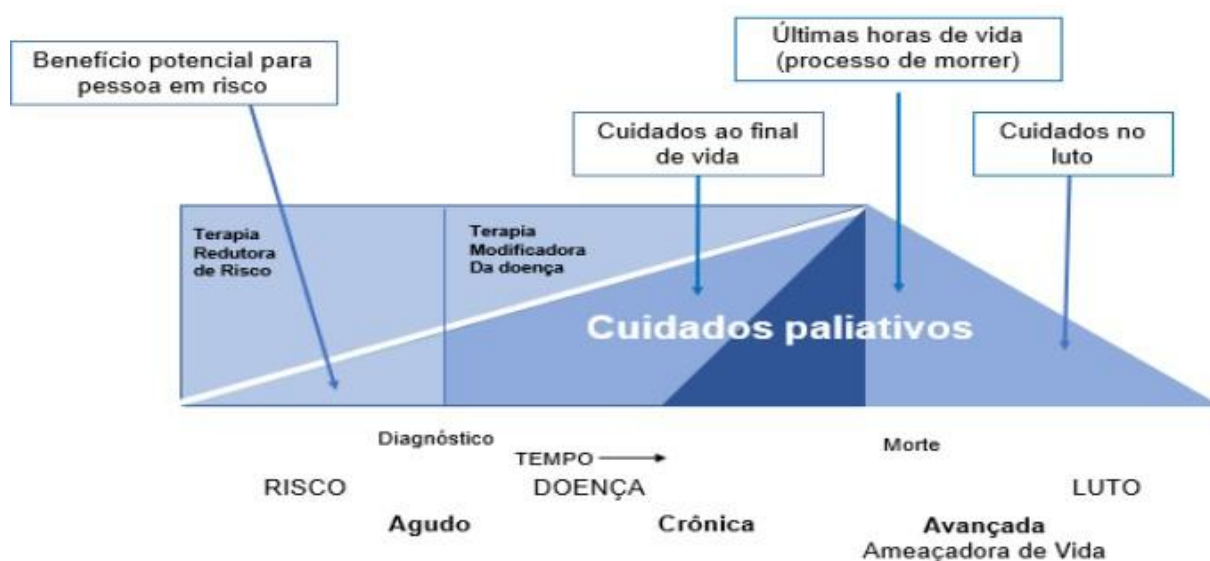 Benefício potencial para
pessoa em risco
Últimas horas de vida
(processo de morrer)
Cuidados ao final
de vida
Cuidados no
luto
Terapia
Redutora
de Risco
Terapia
Modificadora
Da doença
Cuidados paliativos
Diagnóstico
Morte
TEMPO
RISCO
DOENÇA
LUTO
Agudo
Crônica
Avançada
Ameaçadora de Vida